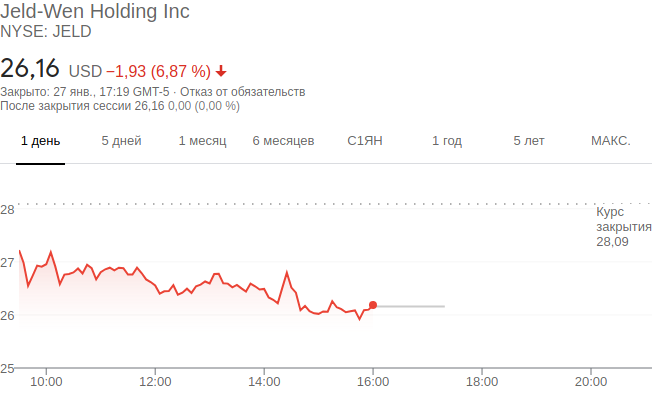 Jeld-Wen Holding Inc
NYSE: JELD
26,16 USD −1,93 (6,87 %)
Закрыто: 27 янв., 17:19 GMT-5 · Отказ от обязательств
После закрытия сессии 26,16 0,00 (0,00 %)
1 день 5 дней 1 месяц 6 месяцев С1ЯН 1 год 5 лет МАКС.
28
Курс
закрытия
28,09
27
26
25
10:00 12:00 14:00 16:00 18:00 20:00